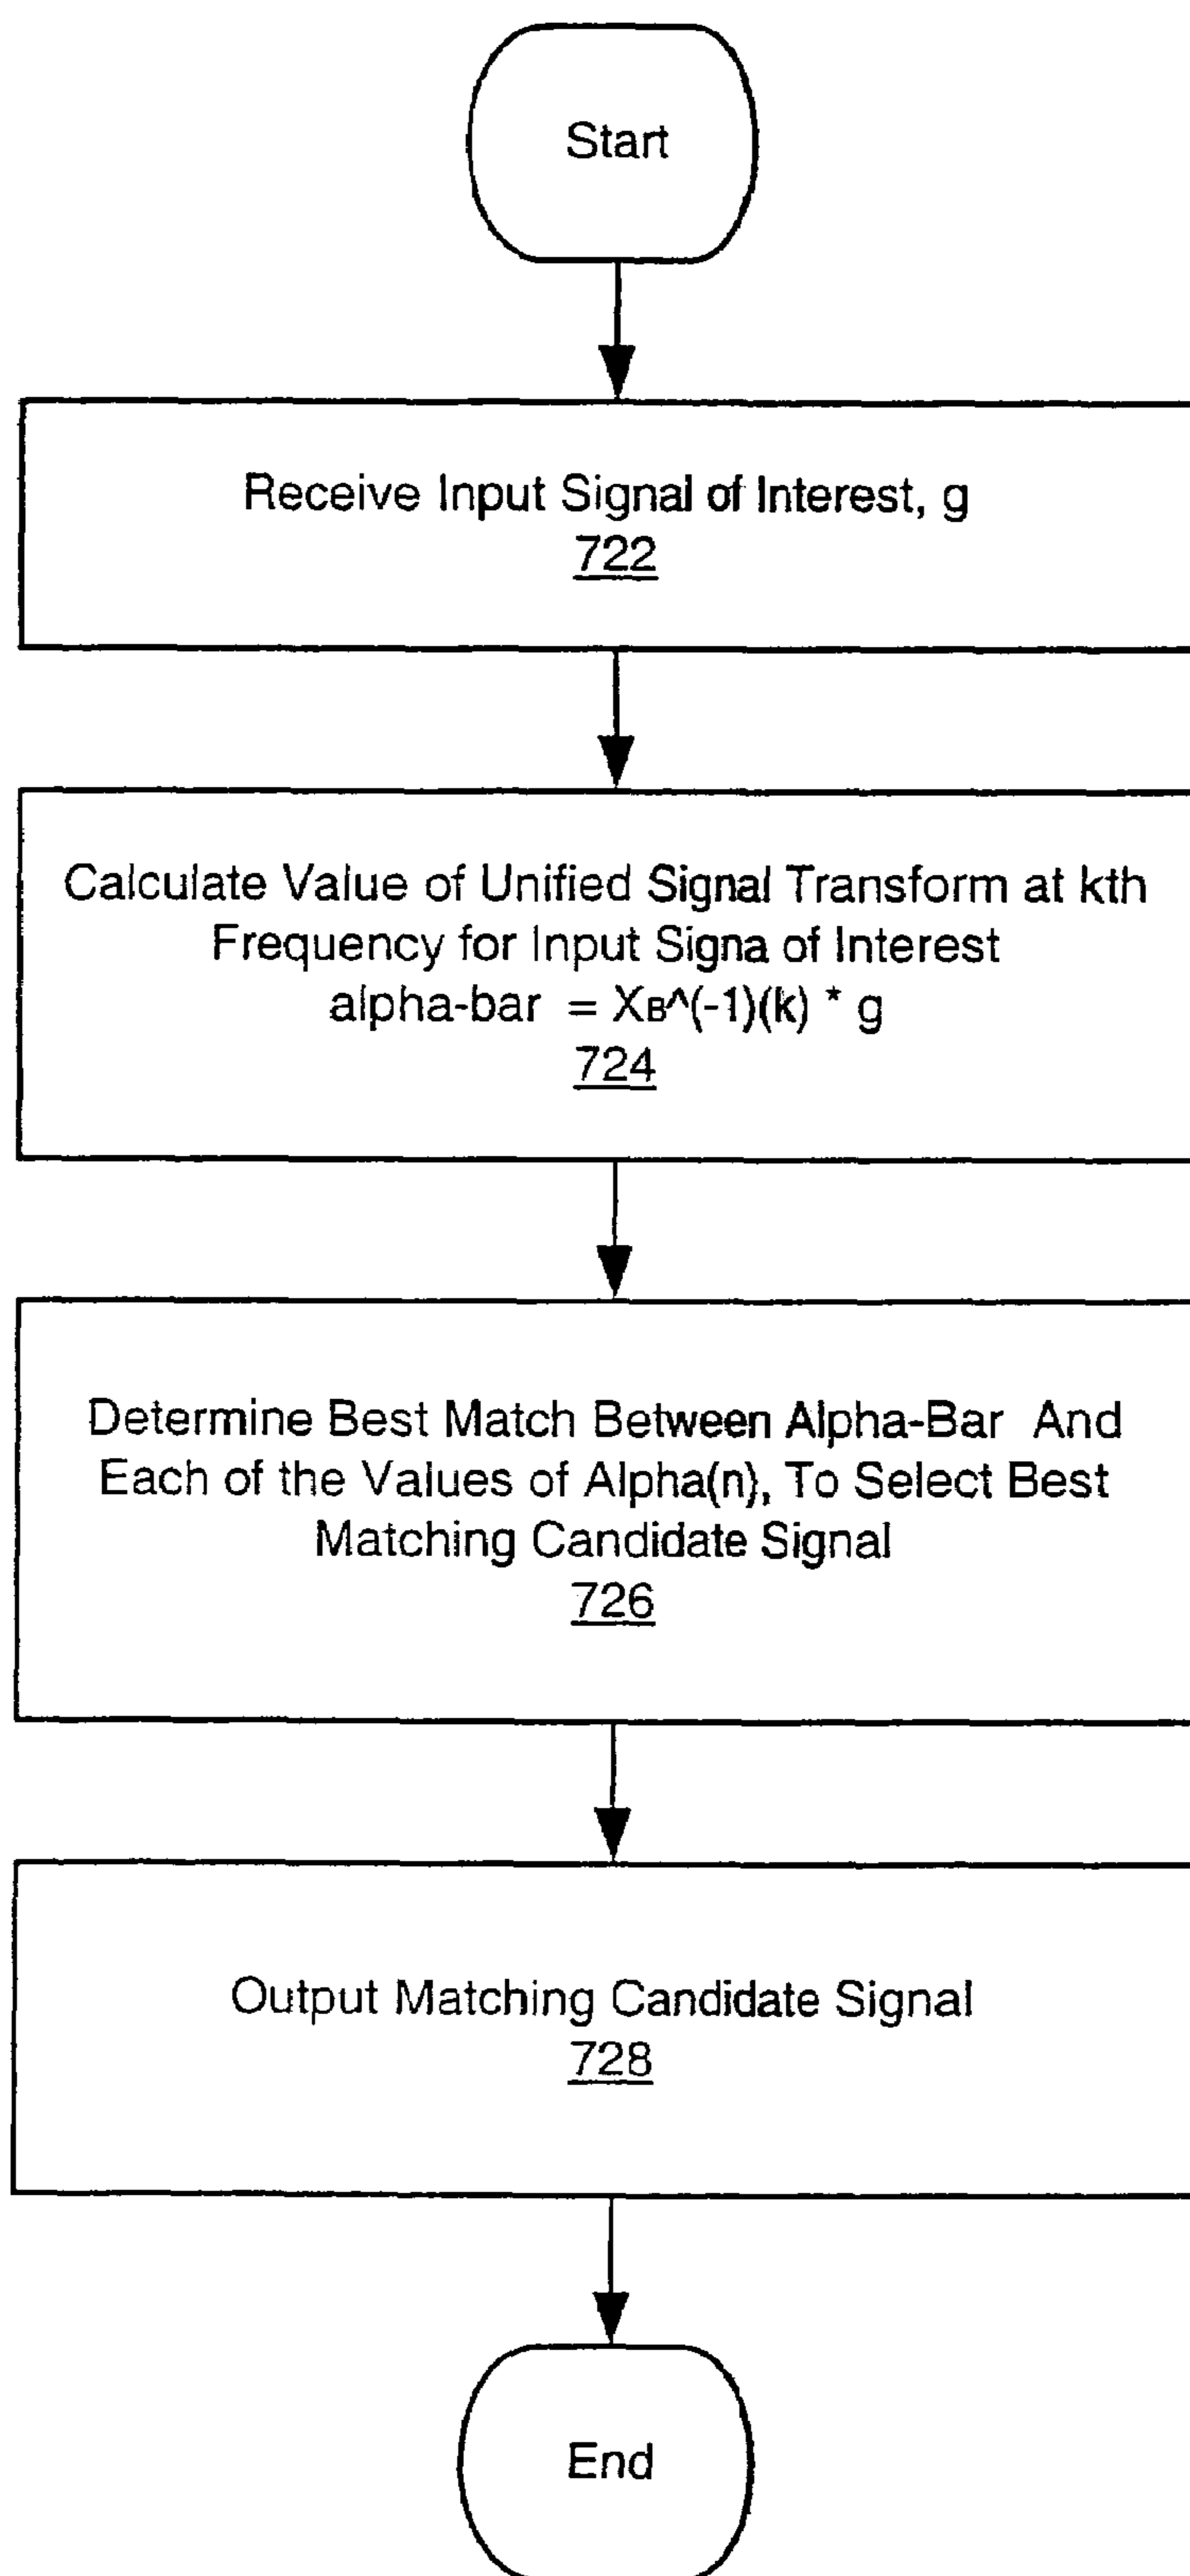 Start
Receive Input Signal of Interest, g
722
Calculate Value of Unified Signal Transform at kth
Frequency for Input Signa of Interest
alpha-bar = XB^(-1)(k) * g
724
Determine Best Match Between Alpha-Bar And
Each of the Values of Alpha(n), To Select Best
Matching Candidate Signal
726
Output Matching Candidate Signal
728
End